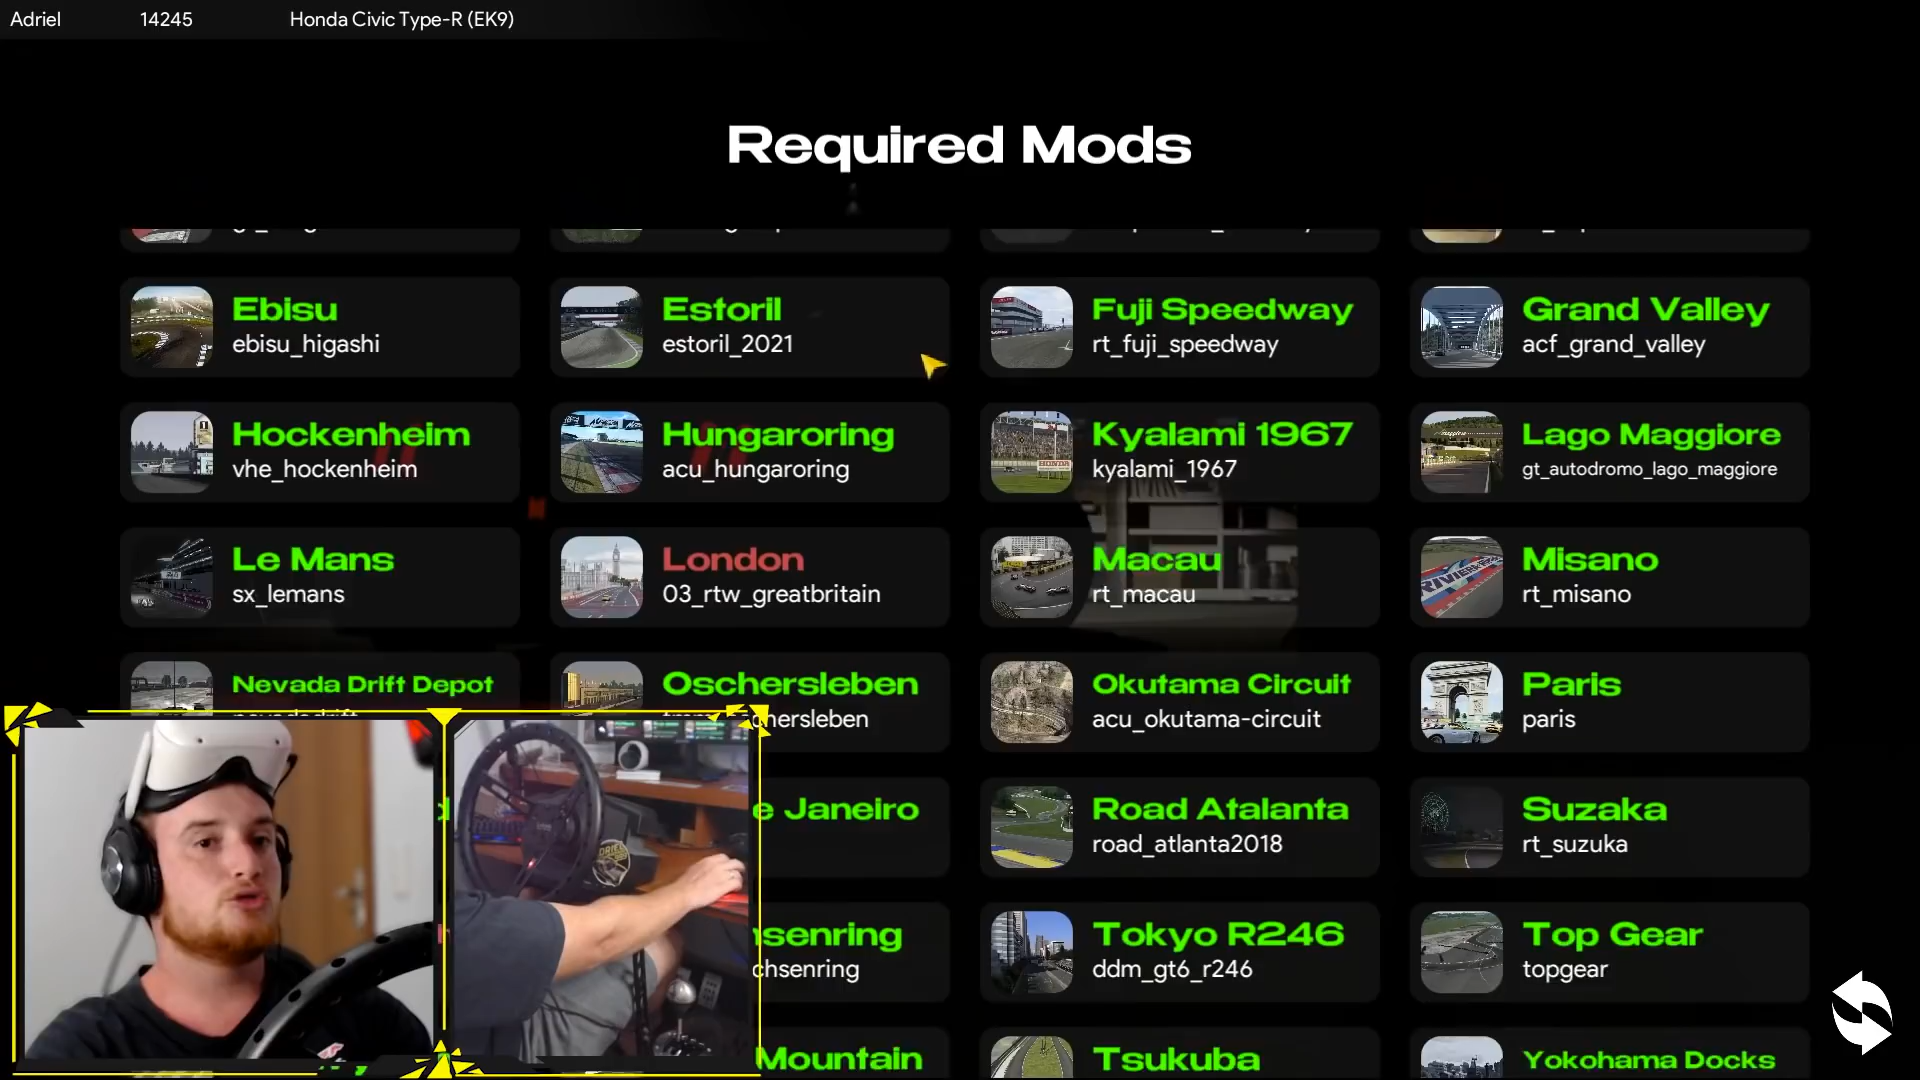 Adriel 14245 Honda Civic Type-R (EK9)
Required Mods
Ebisu
ebisu_higashi
Estoril
estoril_2021
Fuji Speedway
rt_fuji_speedway
Grand Valley
acf_grand_valley
Hockenheim
vhe_hockenheim
Hungaroring
acu_hungaroring
Kyalami 1967
kyalami_1967
Lago Maggiore
gt_autodromo_lago_maggiore
Le Mans
sx_lemans
London
03_rtw_greatbritain
Macau
rt_macau
Misano
rt_misano
Nevada Drift Depot
Oschersleben
Okutama Circuit
acu_okutama-circuit
Paris
paris
e Janeiro
Road Atalanta
road_atlanta2018
Suzaka
rt_suzuka
senring
chsenring
Tokyo R246
ddm_gt6_r246
Top Gear
topgear
Mountain
Tsukuba
Yokohama Docks